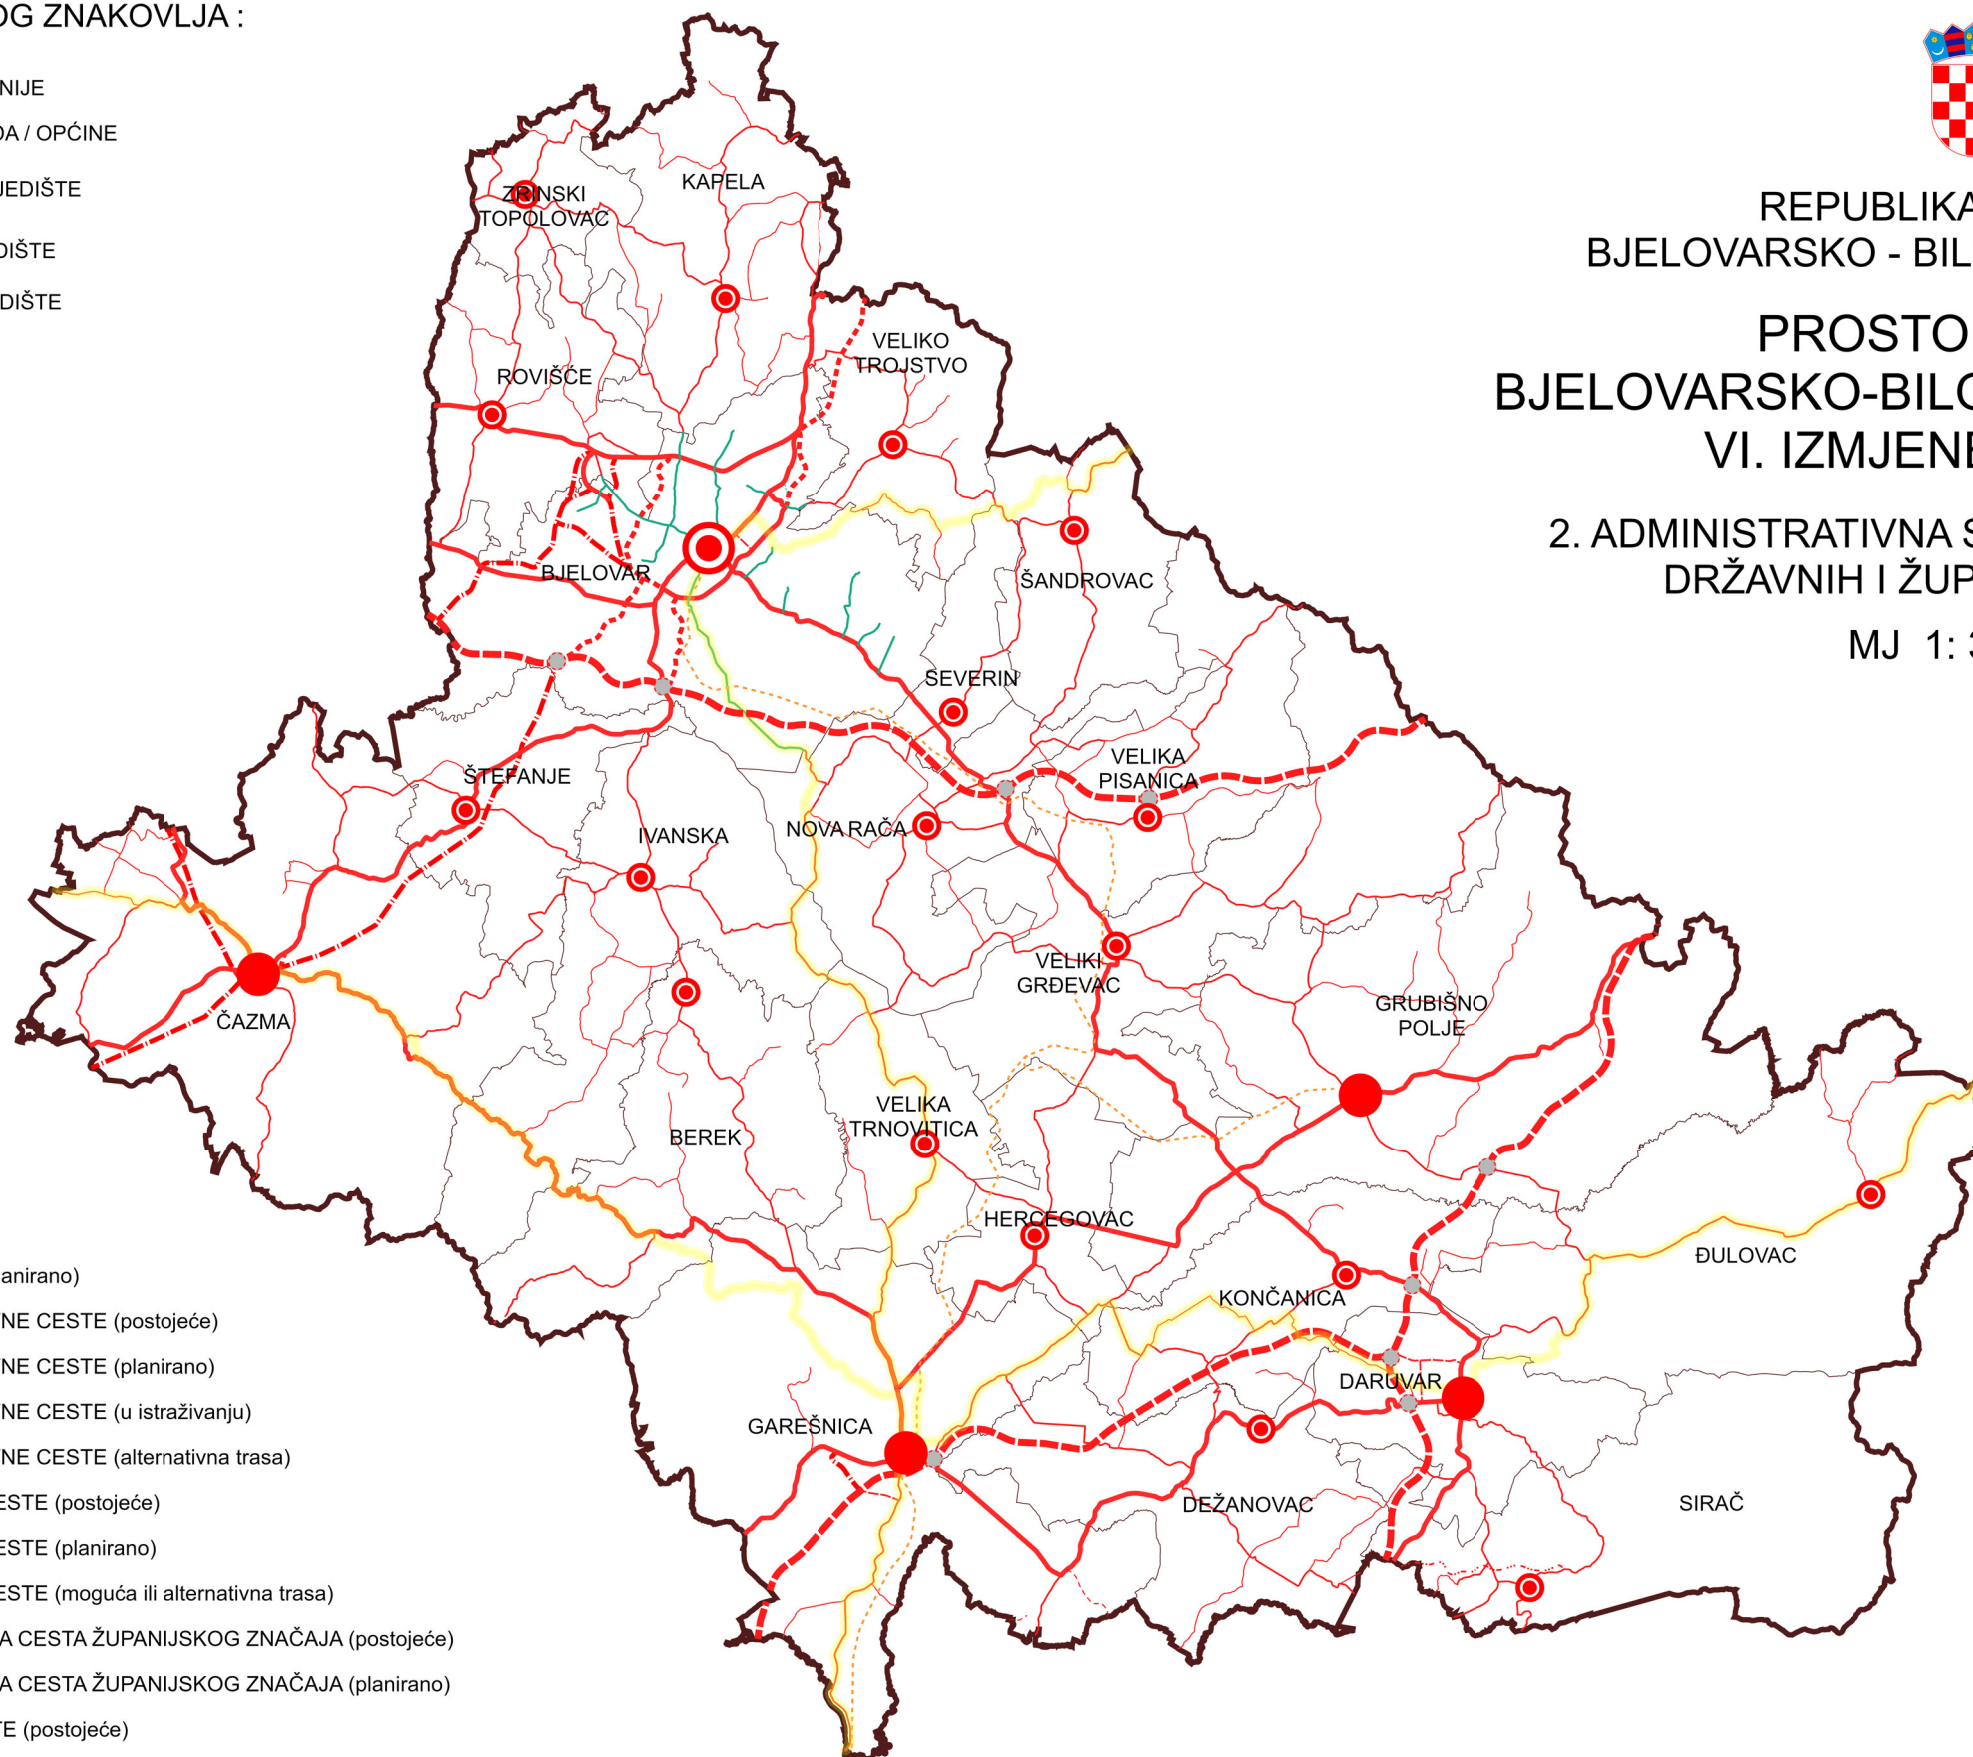 OG ZNAKOVLJA :
NIJE
DA / OPĆINE
JEDIŠTE
DIŠTE
DIŠTE
REPUBLIKA
BJELOVARSKO - BIL
PROSTO
BJELOVARSKO-BILO
VI. IZMJENE
2. ADMINISTRATIVNA S
DRŽAVNIH I ŽUP
MJ 1: 3
KAPELA
ZRINSKI
TOPOLOVAC
VELIKO
TROJSTVO
ROVIŠĆE
BJELOVAR
ŠANDROVAC
SEVERIN
VELIKA
PISANICA
ŠTEFANJE
IVANSKA
NOVA RAČA
VELIKI
GRĐEVAC
GRUBIŠNO
POLJE
ČAZMA
VELIKA
TRNOVITICA
BEREK
HERCEGOVAC
ĐULOVAC
KONČANICA
DARUVAR
GAREŠNICA
DEŽANOVAC
SIRAČ
anirano)
NE CESTE (postojeće)
NE CESTE (planirano)
NE CESTE (u istraživanju)
NE CESTE (alternativna trasa)
ESTE (postojeće)
ESTE (planirano)
ESTE (moguća ili alternativna trasa)
A CESTA ŽUPANIJSKOG ZNAČAJA (postojeće)
A CESTA ŽUPANIJSKOG ZNAČAJA (planirano)
TE (postojeće)